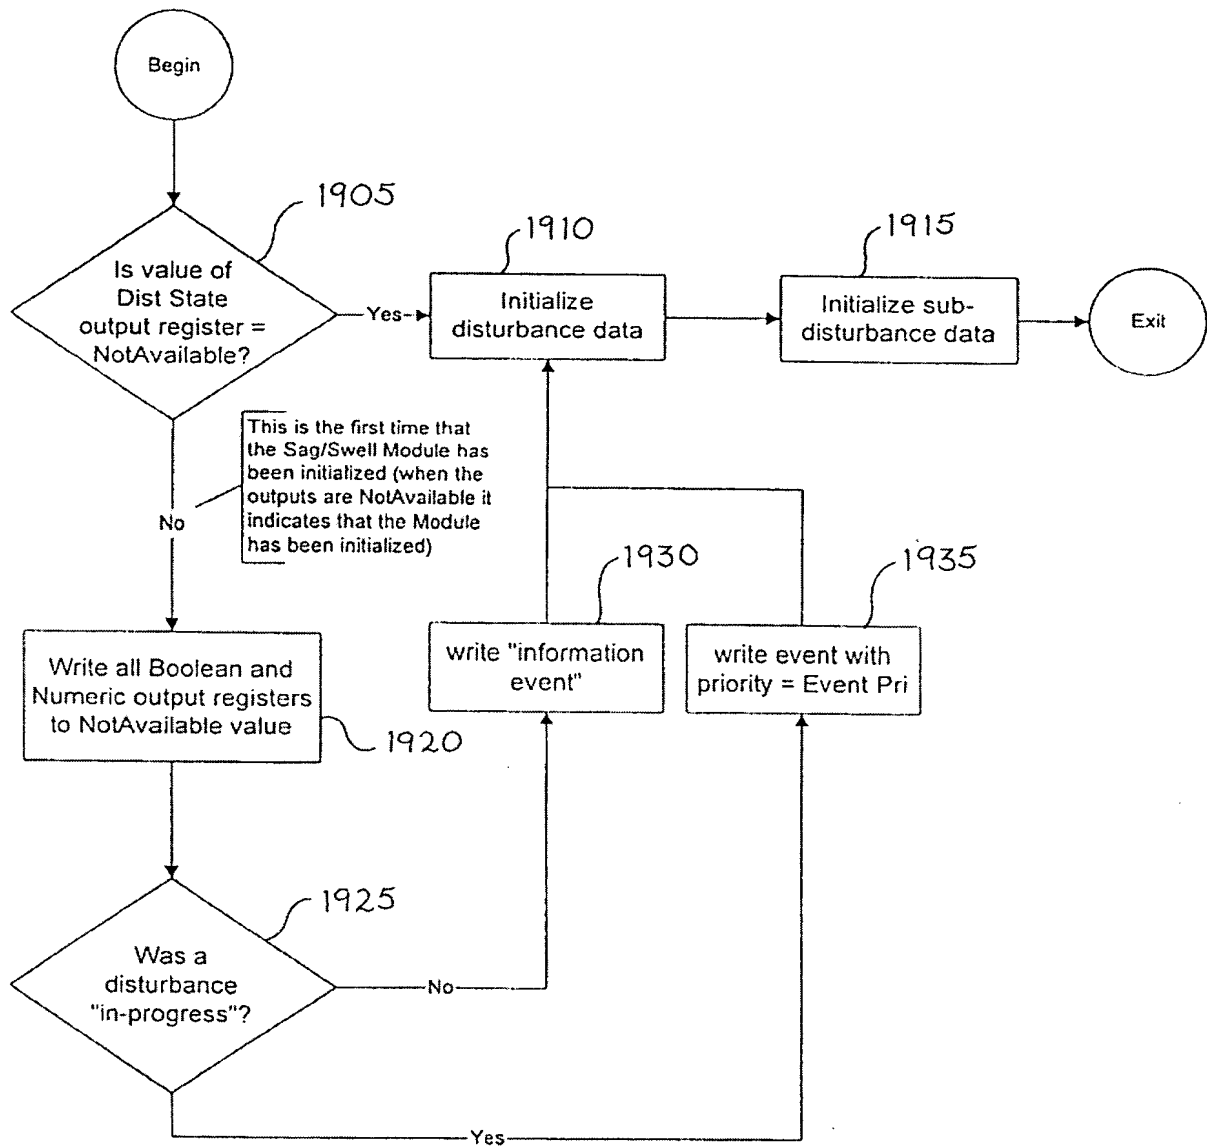 Begin
1905
Is value of
Dist State
output register =
NotAvailable?
Yes
1910
Initialize
disturbance data
1915
Initialize sub-
disturbance data
Exit
This is the first time that
the Sag/Swell Module has
been initialized (when the
outputs are NotAvailable it
indicates that the Module
has been initialized)
No
Write all Boolean and
Numeric output registers
to NotAvailable value
1920
1930
write "information
event"
1935
write event with
priority = Event Pri
1925
Was a
disturbance
"in-progress"?
No
Yes